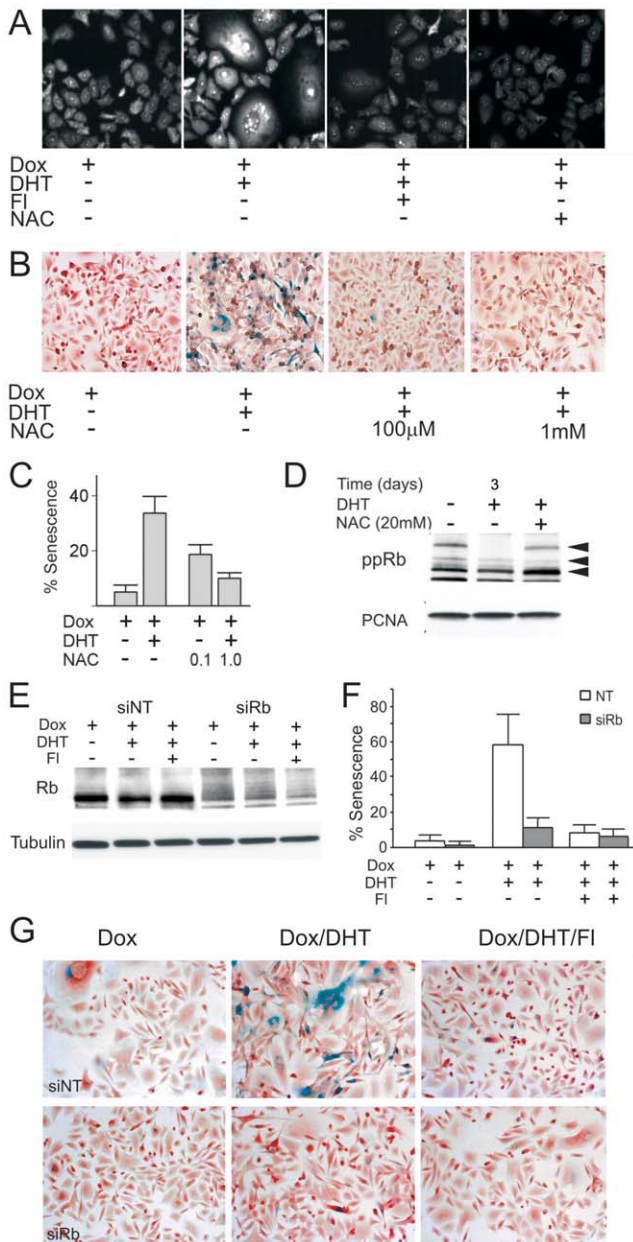 A
Dox + + + +
DHT - + + +
Fl - - + -
NAC - - - +
B
Dox + + + +
DHT - + + +
NAC - - 100µM 1mM
C
% Senescence
40
20
Dox + + + +
DHT - + - +
NAC - - 0.1 1.0
D
Time (days) 3
DHT - + +
NAC (20mM) - - +
ppRb
PCNA
E
siNT siRb
Dox + + + + + +
DHT - + + - + +
Fl - - + - - +
Rb
Tubulin
F
NT
siRb
% Senescence
80
60
40
20
0
Dox + + + + + +
DHT - - + + + +
Fl - - - - + +
G
Dox Dox/DHT Dox/DHT/Fl
siNT
siRb